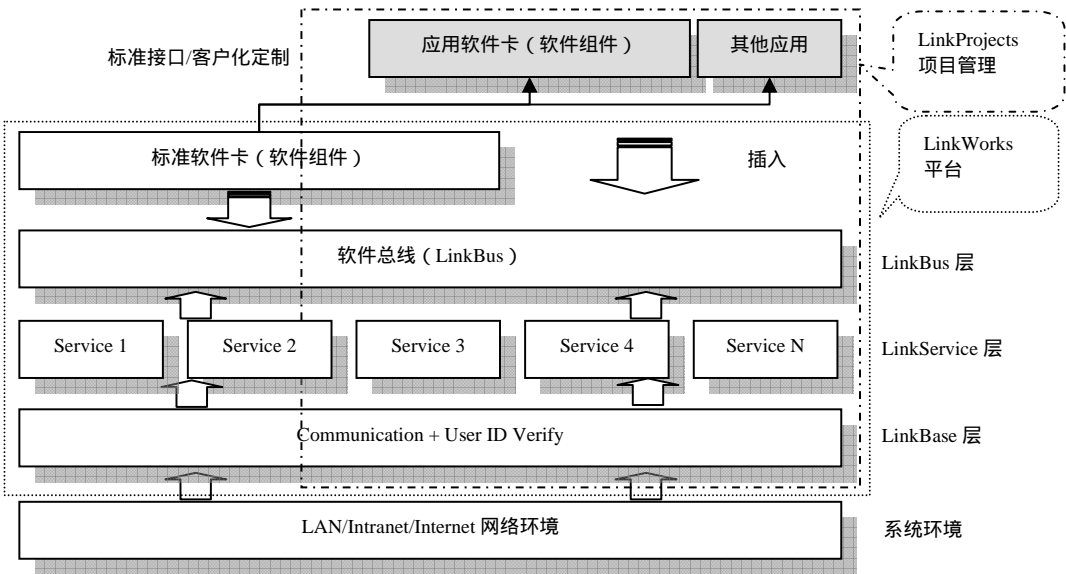 应用软件卡（软件组件）
其他应用
LinkProjects
项目管理
标准接口/客户化定制
标准软件卡（软件组件）
插入
LinkWorks
平台
软件总线（LinkBus）
LinkBus 层
Service 1
Service 2
Service 3
Service 4
Service N
LinkService 层
Communication + User ID Verify
LinkBase 层
LAN/Intranet/Internet 网络环境
系统环境